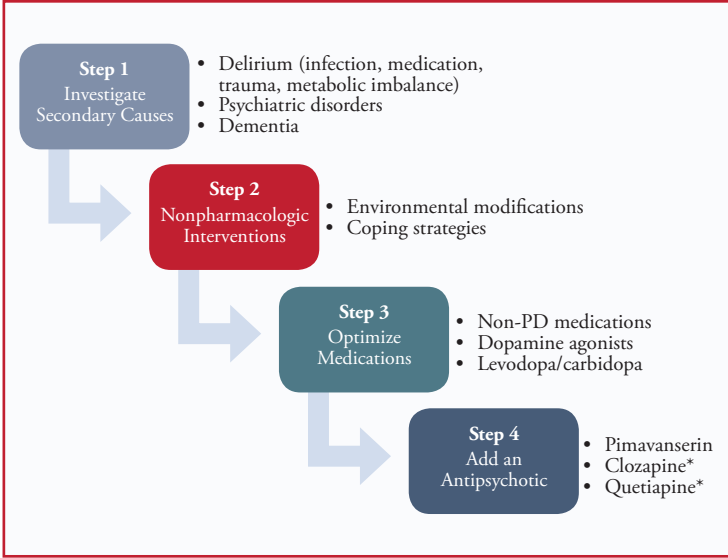 Step 1
Investigate
Secondary Causes
• Delirium (infection, medication,
trauma, metabolic imbalance)
• Psychiatric disorders
• Dementia
Step 2
Nonpharmacologic
Interventions
• Environmental modifications
• Coping strategies
Step 3
Optimize
Medications
• Non-PD medications
• Dopamine agonists
• Levodopa/carbidopa
Step 4
Add an
Antipsychotic
• Pimavanserin
• Clozapine*
• Quetiapine*